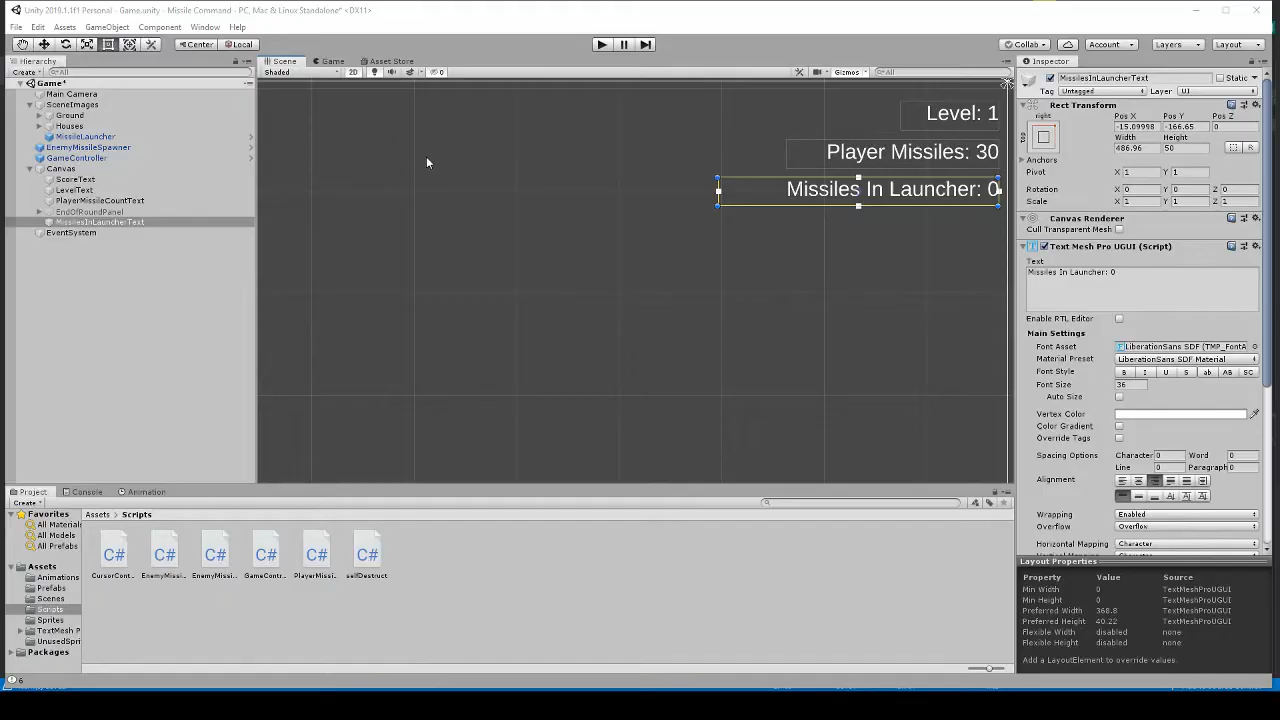 Unity 2019.1.1f1 Personal - Game.unity - Missile Command - PC, Mac & Linux Standalone* <DX11>
File Edit Assets GameObject Component Window Help
Center Local Collab Account Layers Layout
Hierarchy
Create All
Game*
Main Camera
SceneImages
Ground
Houses
MissileLauncher
EnemyMissileSpawner
GameController
Canvas
ScoreText
LevelText
PlayerMissileCountText
EndOfRoundPanel
MissilesInLauncherText
EventSystem
Scene Game Asset Store
Shaded 2D 0 Gizmos All
Level: 1
Player Missiles: 30
Missiles In Launcher: 0
Inspector
MissilesInLauncherText Static
Tag Untagged Layer UI
Rect Transform
right Pos X Pos Y Pos Z
top -15.09998 -166.65 0
Width Height
486.96 50 R
Anchors
Pivot X 1 Y 1
Rotation X 0 Y 0 Z 0
Scale X 1 Y 1 Z 1
Canvas Renderer
Cull Transparent Mesh
Text Mesh Pro UGUI (Script)
Text
Missiles In Launcher: 0
Enable RTL Editor
Main Settings
Font Asset LiberationSans SDF (TMP_FontA
Material Preset LiberationSans SDF Material
Font Style B I U S ab AB SC
Font Size 36
Auto Size
Vertex Color
Color Gradient
Override Tags
Spacing Options Character 0 Word 0
Line 0 Paragraph 0
Alignment
Wrapping Enabled
Overflow Overflow
Horizontal Mapping Character
Layout Properties
Property Value Source
Min Width 0 TextMeshProUGUI
Min Height 0 TextMeshProUGUI
Preferred Width 368.8 TextMeshProUGUI
Preferred Height 40.22 TextMeshProUGUI
Flexible Width disabled none
Flexible Height disabled none
Add a LayoutElement to override values.
Project Console Animation
Create
Favorites
All Material
All Models
All Prefabs
Assets
Animations
Prefabs
Scenes
Scripts
Sprites
TextMesh P
UnusedSpri
Packages
Assets Scripts
C# C# C# C# C# C#
CursorCont... EnemyMissi... EnemyMissi... GameContr... PlayerMissi... selfDestruct
6